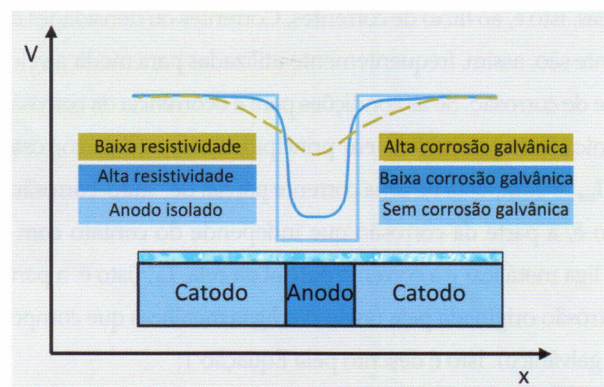 V
Baixa resistividade
Alta resistividade
Anodo isolado
Alta corrosão galvânica
Baixa corrosão galvânica
Sem corrosão galvânica
Catodo
Anodo
Catodo
x